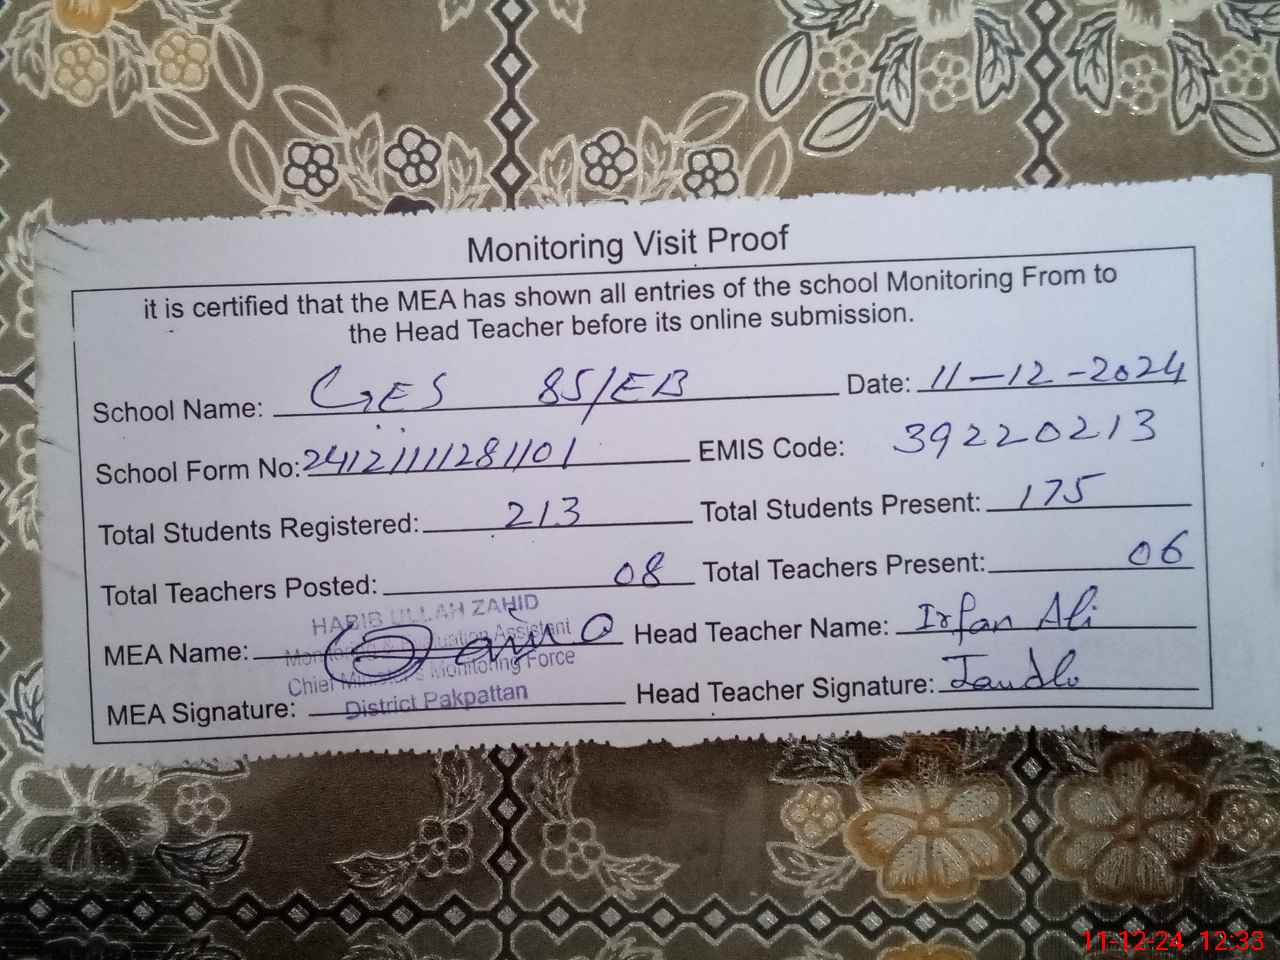 Monitoring Visit Proof
it is certified that the MEA has shown all entries of the school Monitoring From to
the Head Teacher before its online submission.
School Name: GES 85/EB Date: 11-12-2024
School Form No: 24121111281101 EMIS Code: 39220213
Total Students Registered: 213 Total Students Present: 175
Total Teachers Posted: 08 Total Teachers Present: 06
HABIB ULLAH ZAHID
MEA Name: Head Teacher Name: Irfan Ali
Monitoring & Evaluation Assistant
Chief Minister's Monitoring Force
MEA Signature: Head Teacher Signature:
District Pakpattan
11-12-24 12:33